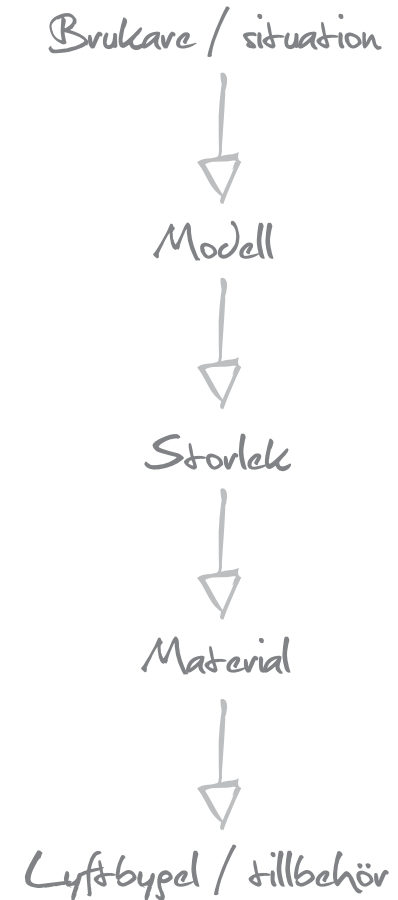 Brukare / situation
Modell
Storlek
Material
Lyftbygel / tillbehör